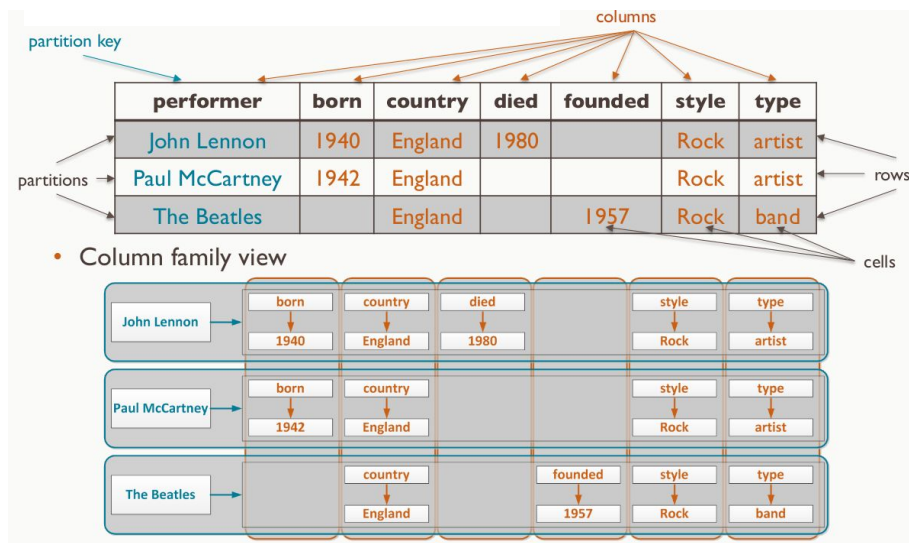 columns
partition key
performer born country died founded style type
John Lennon 1940 England 1980 Rock artist
partitions Paul McCartney 1942 England Rock artist rows
The Beatles England 1957 Rock band
• Column family view
cells
born country died style type
John Lennon
1940 England 1980 Rock artist
born country style type
Paul McCartney
1942 England Rock artist
country founded style type
The Beatles
England 1957 Rock band